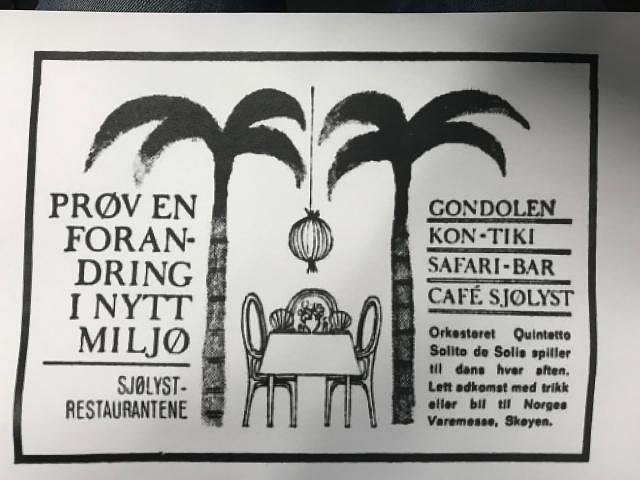 PRØV EN
FORAN-
DRING
I NYTT
MILJØ
SJØLYST-
RESTAURANTENE
GONDOLEN
KON-TIKI
SAFARI-BAR
CAFÉ SJØLYST
Orkesteret Quintetto
Solito de Solis spiller
til dans hver aften.
Lett adkomst med trikk
eller bil til Norges
Varemesse, Skøyen.